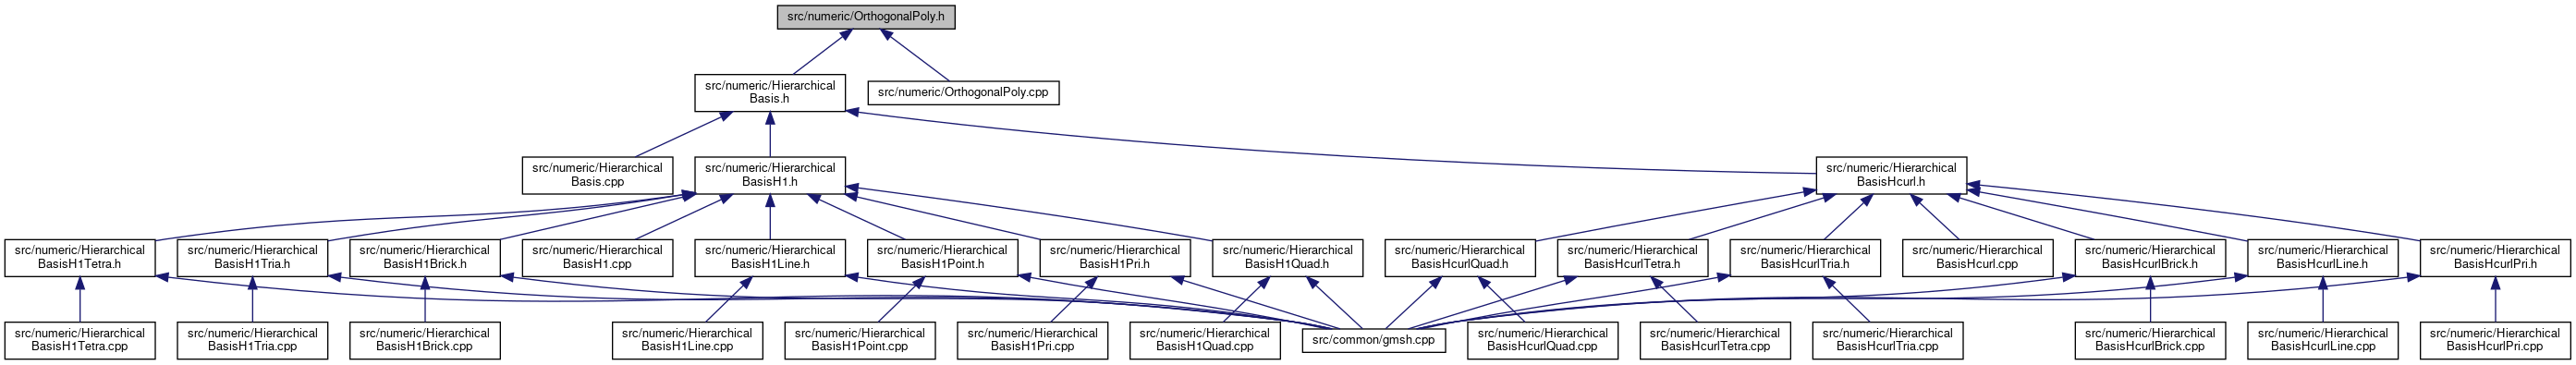 src/numeric/OrthogonalPoly.h
src/numeric/Hierarchical
Basis.h
src/numeric/OrthogonalPoly.cpp
src/numeric/Hierarchical
Basis.cpp
src/numeric/Hierarchical
BasisH1.h
src/numeric/Hierarchical
BasisHcurl.h
src/numeric/Hierarchical
BasisH1Tetra.h
src/numeric/Hierarchical
BasisH1Tria.h
src/numeric/Hierarchical
BasisH1Brick.h
src/numeric/Hierarchical
BasisH1.cpp
src/numeric/Hierarchical
BasisH1Line.h
src/numeric/Hierarchical
BasisH1Point.h
src/numeric/Hierarchical
BasisH1Pri.h
src/numeric/Hierarchical
BasisH1Quad.h
src/numeric/Hierarchical
BasisHcurlQuad.h
src/numeric/Hierarchical
BasisHcurlTetra.h
src/numeric/Hierarchical
BasisHcurlTria.h
src/numeric/Hierarchical
BasisHcurl.cpp
src/numeric/Hierarchical
BasisHcurlBrick.h
src/numeric/Hierarchical
BasisHcurlLine.h
src/numeric/Hierarchical
BasisHcurlPri.h
src/numeric/Hierarchical
BasisH1Tetra.cpp
src/numeric/Hierarchical
BasisH1Tria.cpp
src/numeric/Hierarchical
BasisH1Brick.cpp
src/numeric/Hierarchical
BasisH1Line.cpp
src/numeric/Hierarchical
BasisH1Point.cpp
src/numeric/Hierarchical
BasisH1Pri.cpp
src/numeric/Hierarchical
BasisH1Quad.cpp
src/common/gmsh.cpp
src/numeric/Hierarchical
BasisHcurlQuad.cpp
src/numeric/Hierarchical
BasisHcurlTetra.cpp
src/numeric/Hierarchical
BasisHcurlTria.cpp
src/numeric/Hierarchical
BasisHcurlBrick.cpp
src/numeric/Hierarchical
BasisHcurlLine.cpp
src/numeric/Hierarchical
BasisHcurlPri.cpp